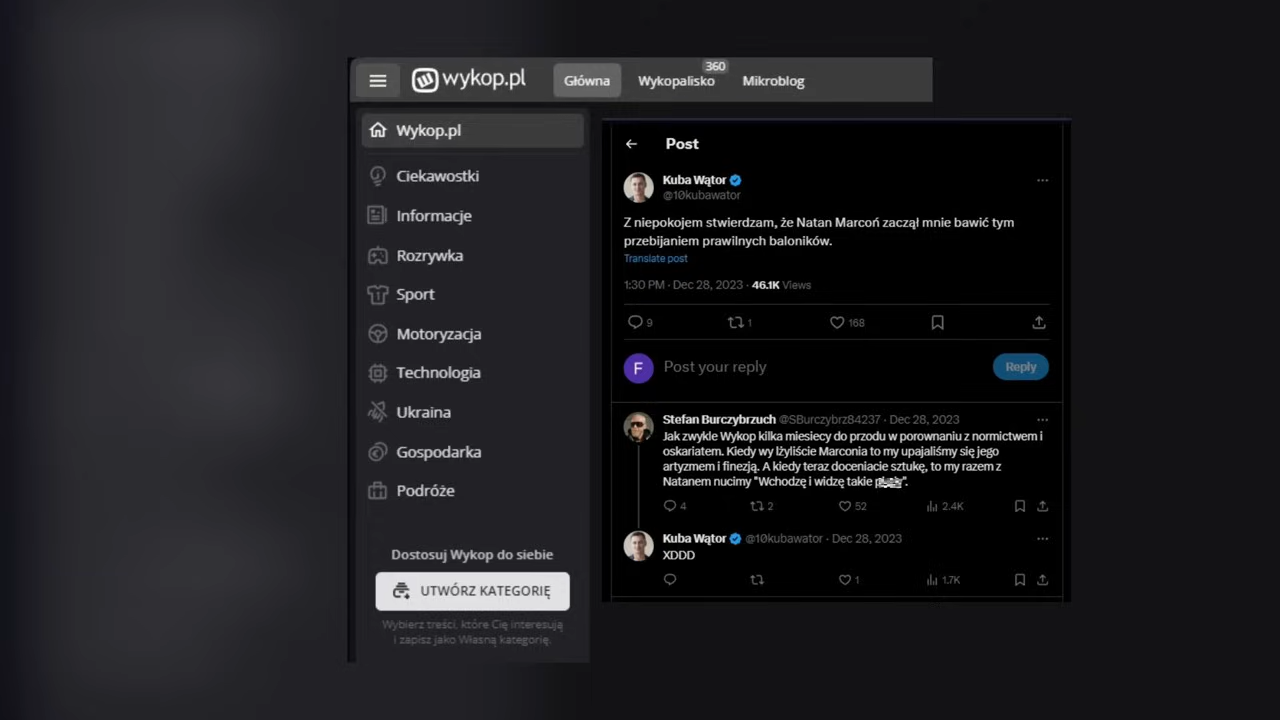 wykop.pl
Główna
Wykopalisko
360
Mikroblog
Wykop.pl
Ciekawostki
Informacje
Rozrywka
Sport
Motoryzacja
Technologia
Ukraina
Gospodarka
Podróże
Dostosuj Wykop do siebie
UTWÓRZ KATEGORIĘ
Wybierz treści, które Cię interesują
i zapisz jako Własną kategorię.
Post
Kuba Wątor
@10kubawator
Z niepokojem stwierdzam, że Natan Marcoń zaczął mnie bawić tym
przebijaniem prawilnych baloników.
Translate post
1:30 PM · Dec 28, 2023 · 46.1K Views
9 1 168
F Post your reply Reply
Stefan Burczybrzuch @SBurczybrz84237 · Dec 28, 2023
Jak zwykle Wykop kilka miesiecy do przodu w porownaniu z normictwem i
oskariatem. Kiedy wy lżyliście Marconia to my upajaliśmy się jego
artyzmem i finezją. A kiedy teraz doceniacie sztukę, to my razem z
Natanem nucimy "Wchodzę i widzę takie ".
4 2 52 2.4K
Kuba Wątor @10kubawator · Dec 28, 2023
XDDD
1 1.7K